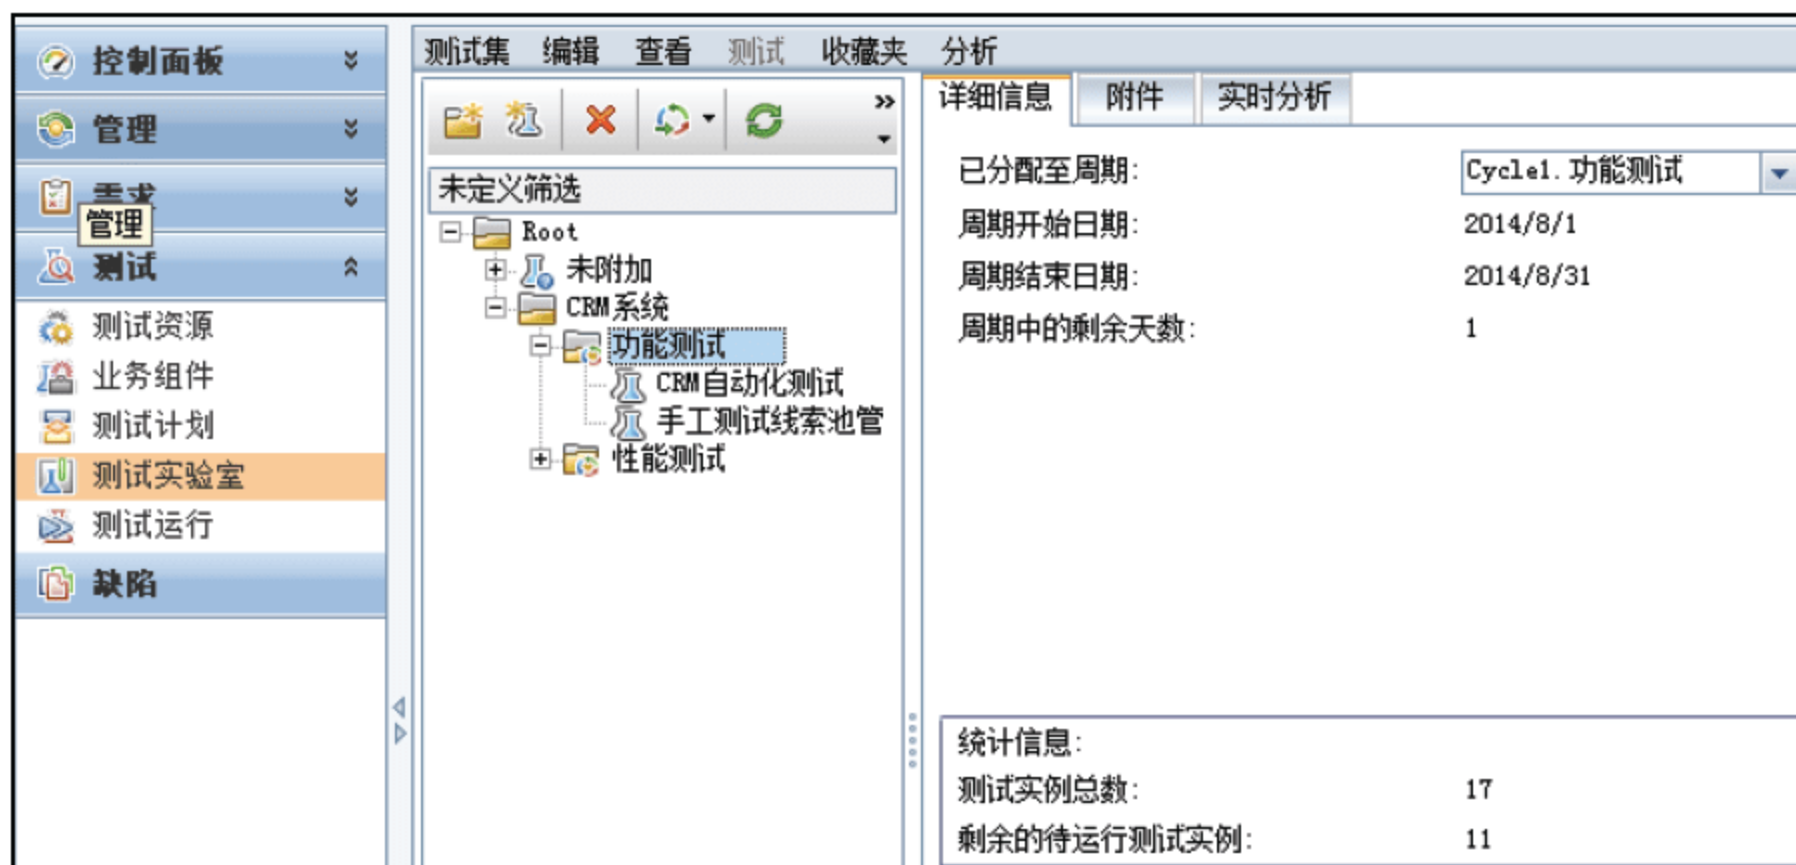 控制面板
管理
需求
管理
测试
测试资源
业务组件
测试计划
测试实验室
测试运行
缺陷
测试集 编辑 查看 测试 收藏夹 分析
未定义筛选
Root
未附加
CRM系统
功能测试
CRM自动化测试
手工测试线索池管
性能测试
详细信息 附件 实时分析
已分配至周期: Cycle1.功能测试
周期开始日期: 2014/8/1
周期结束日期: 2014/8/31
周期中的剩余天数: 1
统计信息:
测试实例总数: 17
剩余的待运行测试实例: 11